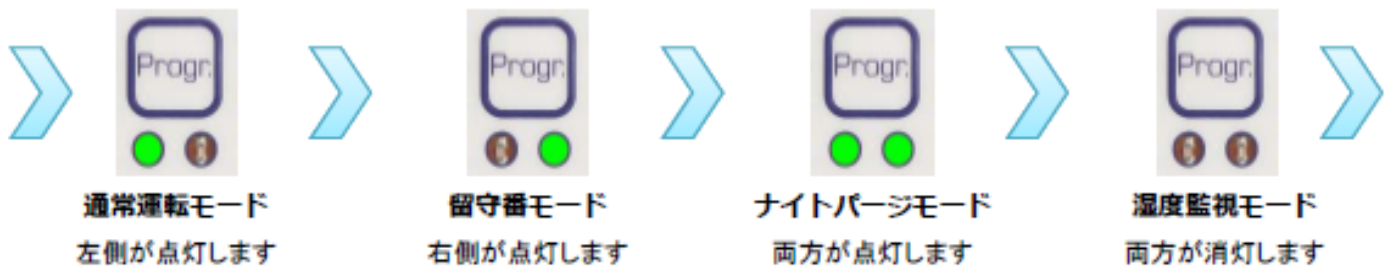 Progr.
Progr.
Progr.
Progr.
通常運転モード
留守番モード
ナイトパージモード
湿度監視モード
左側が点灯します
右側が点灯します
両方が点灯します
両方が消灯します